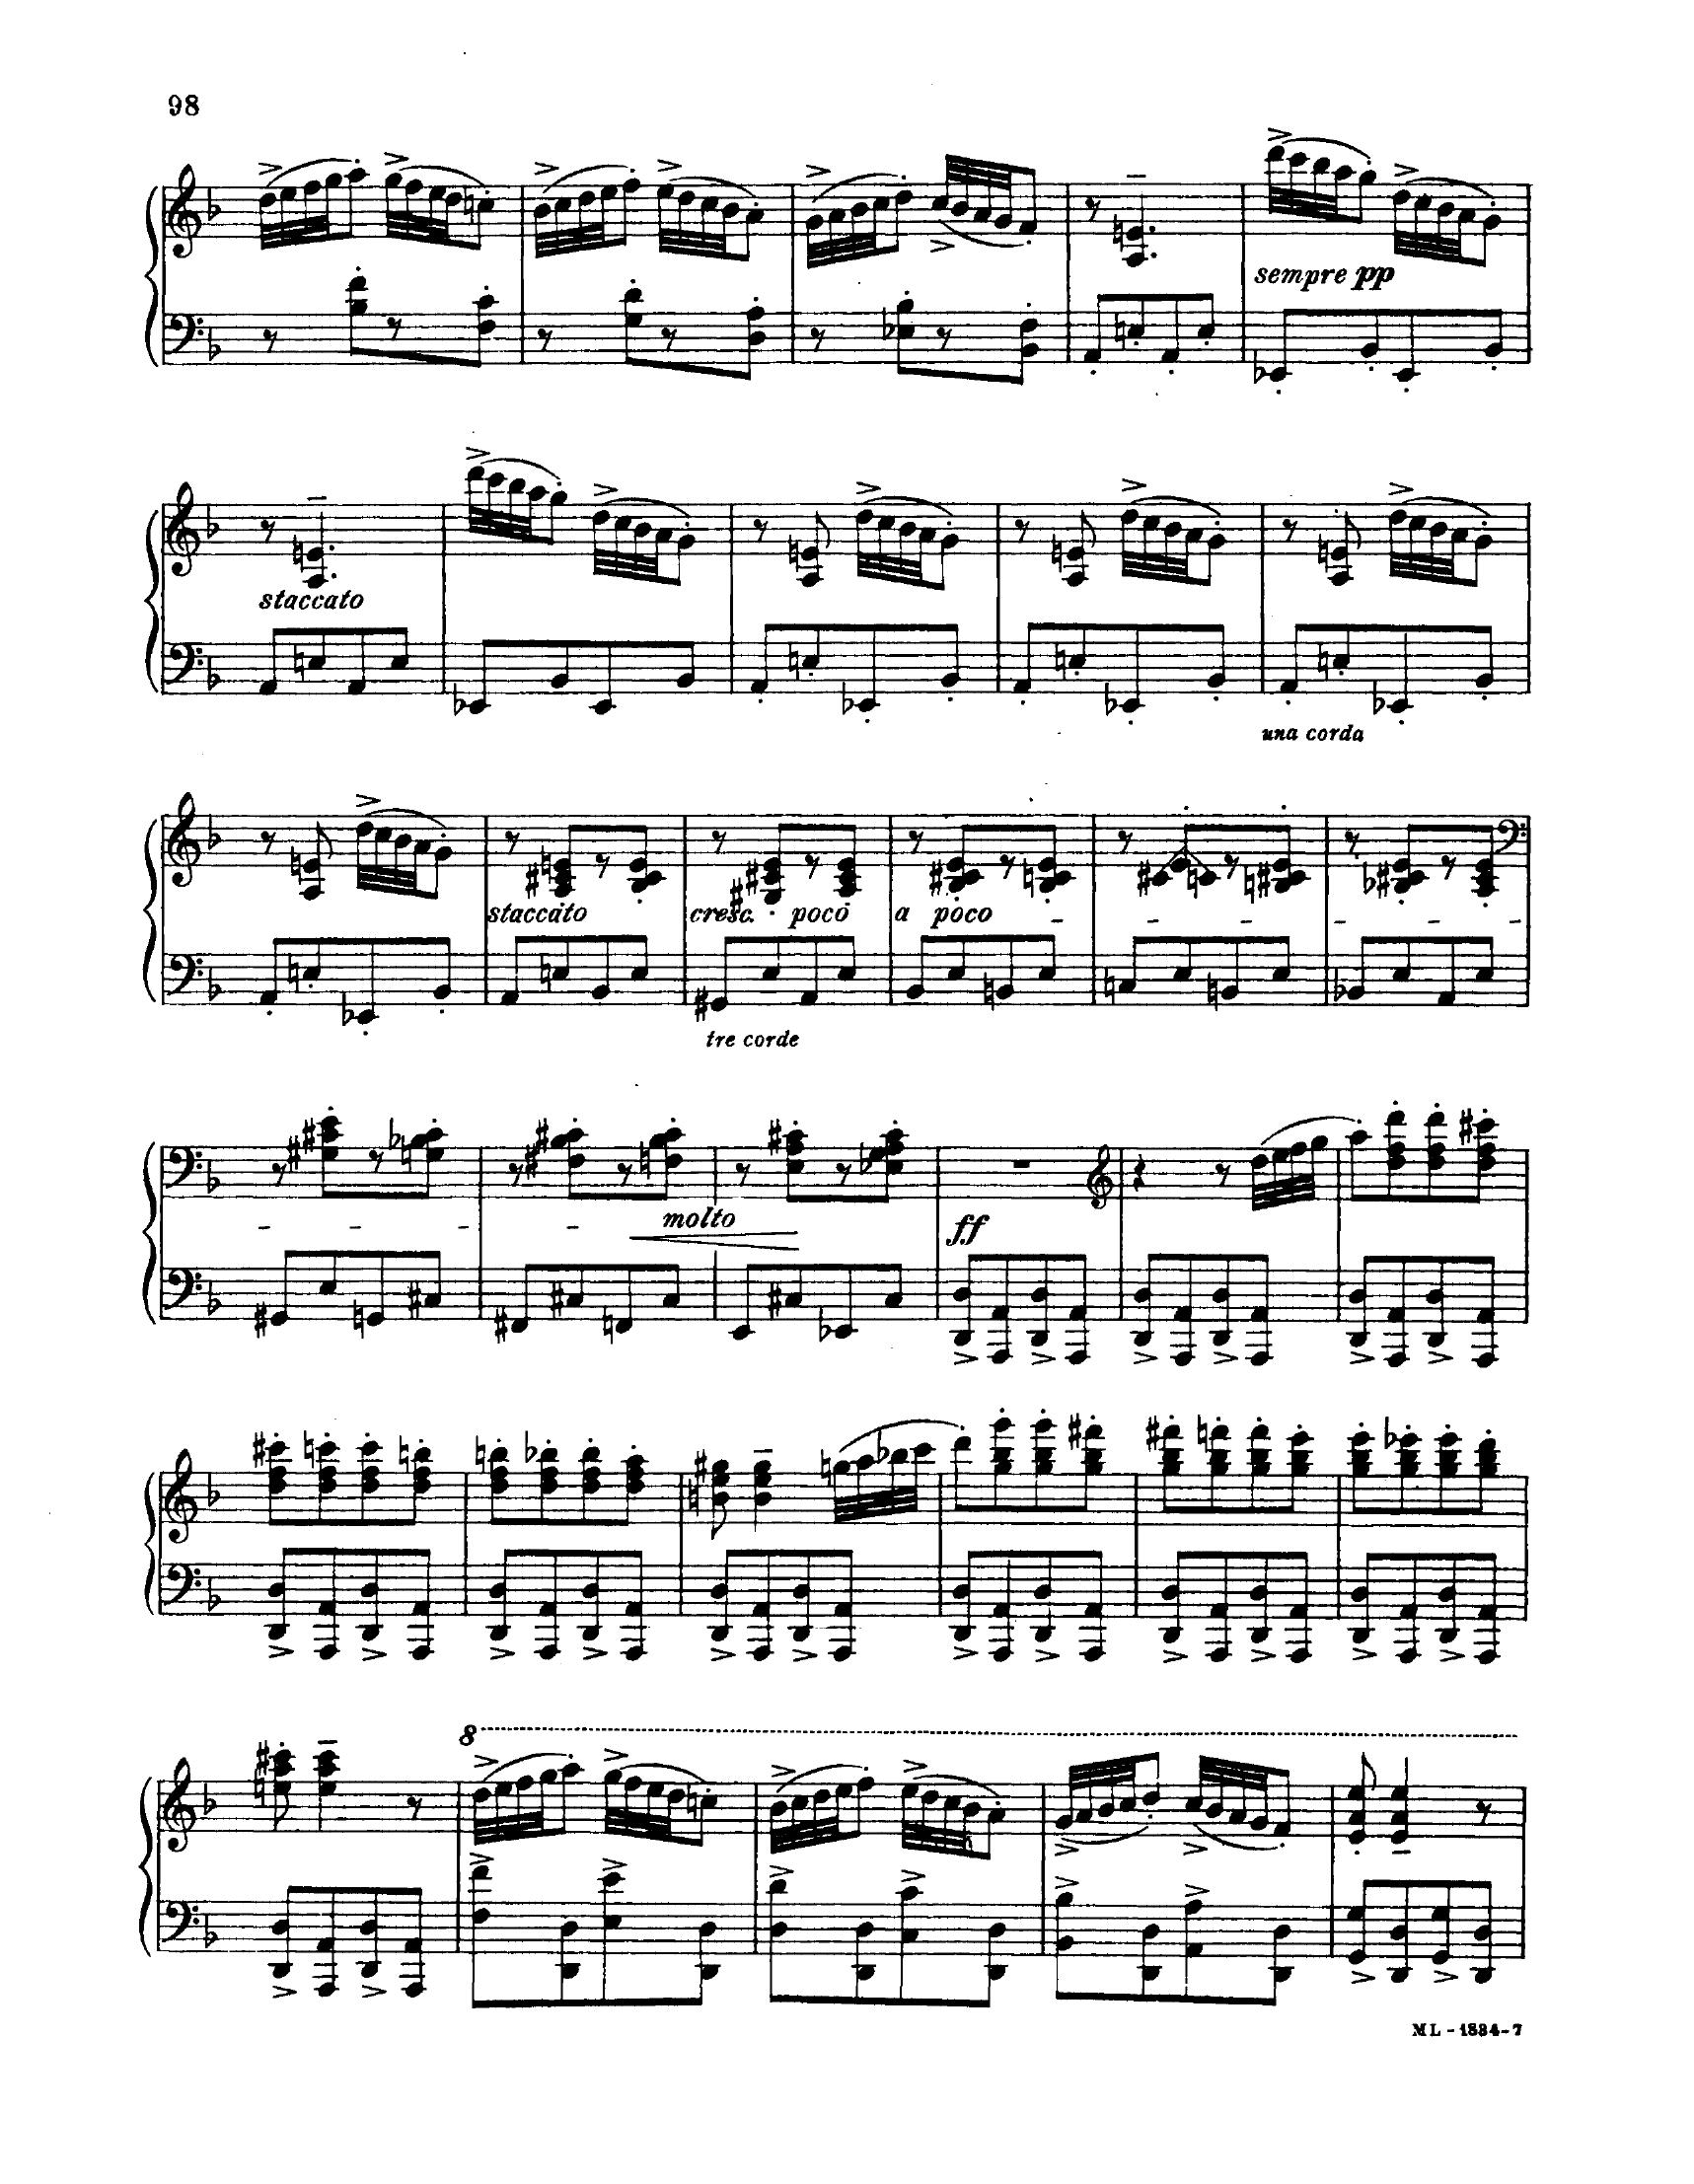 98
sempre pp
staccato
una corda
staccato cresc. poco a poco
tre corde
molto
ff
8
ML - 1834 - 7